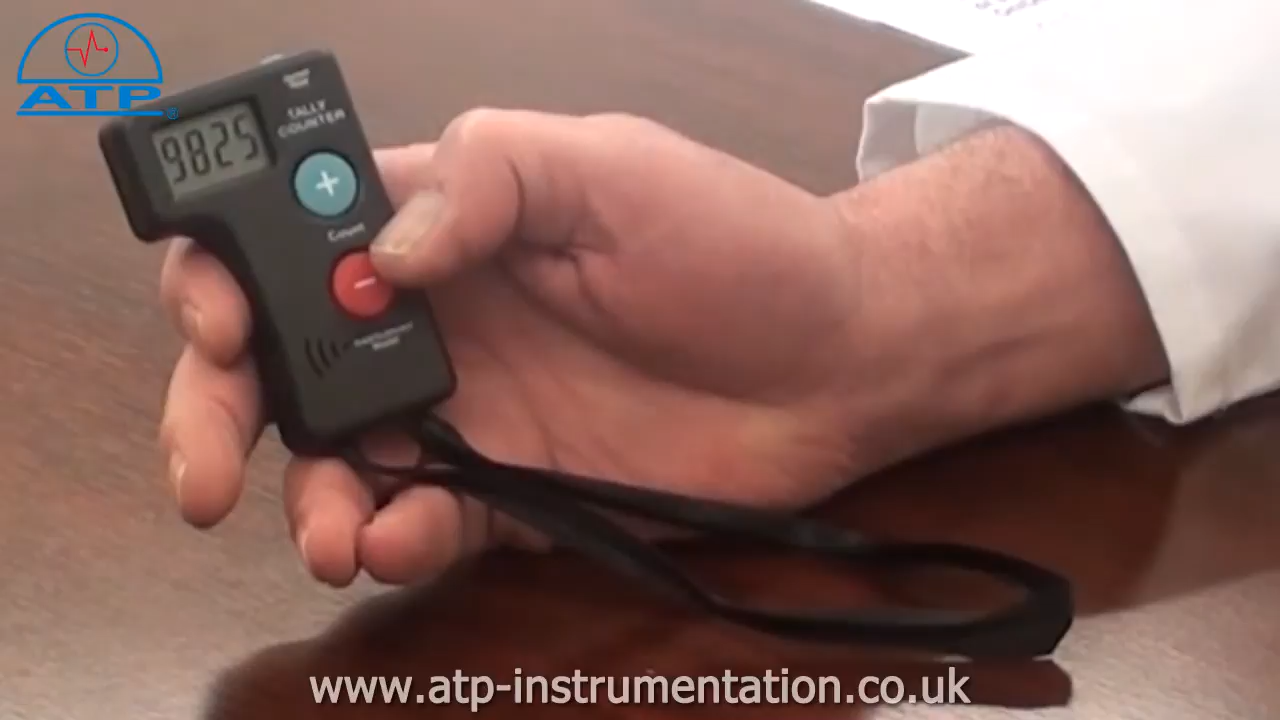 ATP
®
9825
TALLY
COUNTER
+
Count
−
www.atp-instrumentation.co.uk